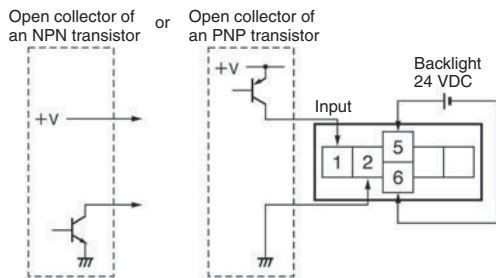 Open collector of
an NPN transistor
or
Open collector of
an PNP transistor
+V
+V
Backlight
24 VDC
Input
1
2
5
6